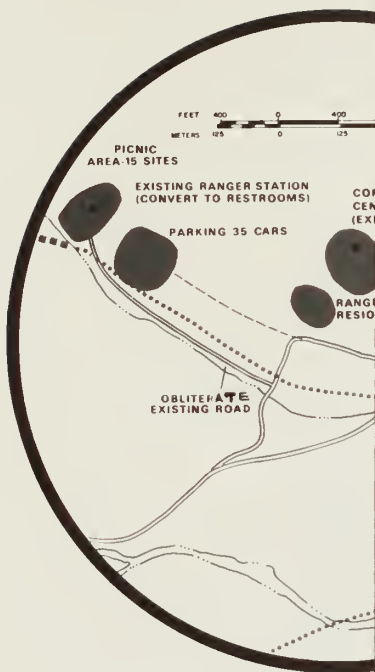 FEET 400 0 400
METERS 125 0 125
PICNIC
AREA-15 SITES
EXISTING RANGER STATION
(CONVERT TO RESTROOMS)
PARKING 35 CARS
OBLITERATE
EXISTING ROAD